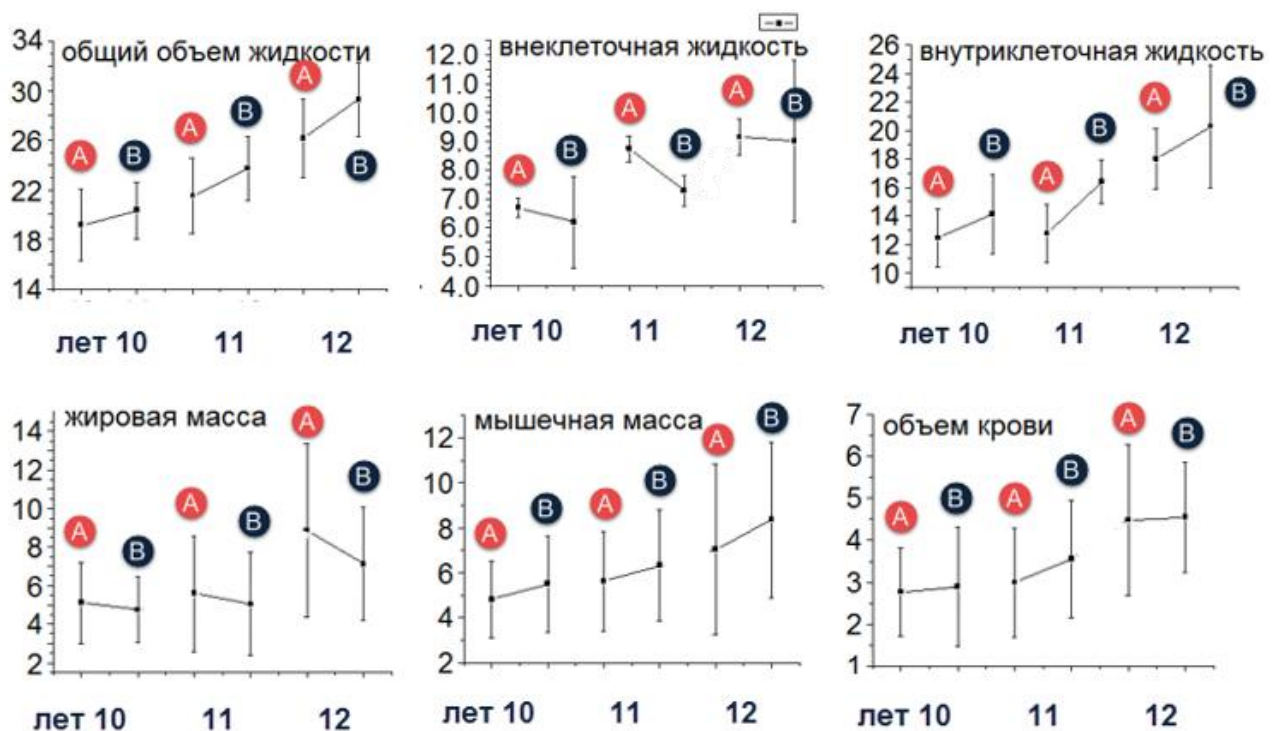 общий объем жидкости
34
30
26
22
18
14
A
B
A
B
A
B
лет 10 11 12
внеклеточная жидкость
12.0
11.0
10.0
9.0
8.0
7.0
6.0
5.0
4.0
A
B
A
B
A
B
лет 10 11 12
внутриклеточная жидкость
26
24
22
20
18
16
14
12
10
A
B
A
B
A
B
лет 10 11 12
жировая масса
14
12
10
8
6
4
2
A
B
A
B
A
B
лет 10 11 12
мышечная масса
12
10
8
6
4
2
A
B
A
B
A
B
лет 10 11 12
объем крови
7
6
5
4
3
2
1
A
B
A
B
A
B
лет 10 11 12